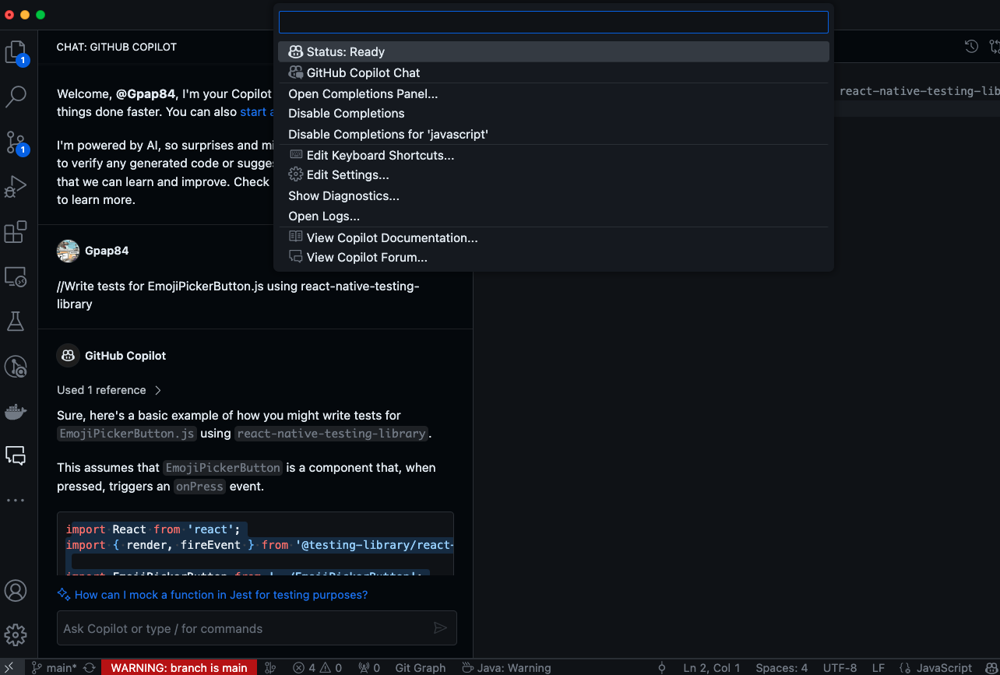 CHAT: GITHUB COPILOT
Status: Ready
GitHub Copilot Chat
Open Completions Panel...
Disable Completions
Disable Completions for 'javascript'
Edit Keyboard Shortcuts...
Edit Settings...
Show Diagnostics...
Open Logs...
View Copilot Documentation...
View Copilot Forum...
1
1
Welcome, @Gpap84, I'm your Copilot
things done faster. You can also start a
I'm powered by AI, so surprises and mi
to verify any generated code or sugges
that we can learn and improve. Check
to learn more.
react-native-testing-lib
Gpap84
//Write tests for EmojiPickerButton.js using react-native-testing-
library
GitHub Copilot
Used 1 reference
Sure, here's a basic example of how you might write tests for
EmojiPickerButton.js using react-native-testing-library.
This assumes that EmojiPickerButton is a component that, when
pressed, triggers an onPress event.
import React from 'react';
import { render, fireEvent } from '@testing-library/react-
import EmojiPickerButton from '../EmojiPickerButton';
How can I mock a function in Jest for testing purposes?
Ask Copilot or type / for commands
main* WARNING: branch is main 4 0 0 Git Graph Java: Warning Ln 2, Col 1 Spaces: 4 UTF-8 LF {} JavaScript